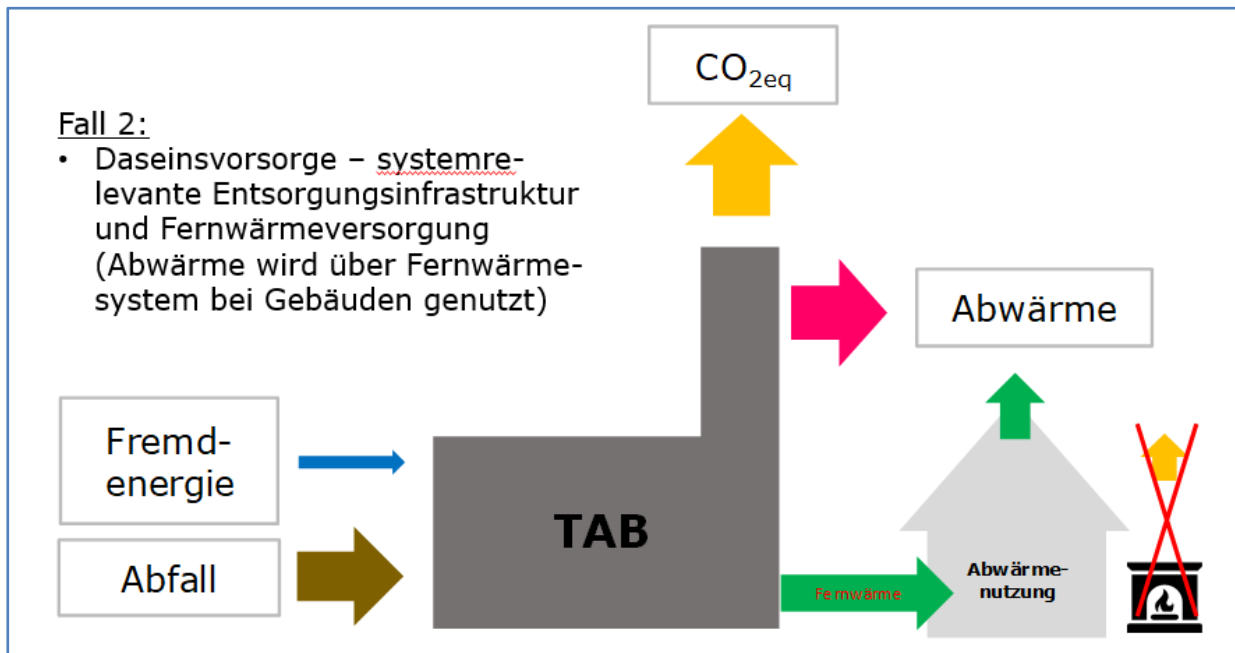 CO2eq
Fall 2:
• Daseinsvorsorge – systemre-
levante Entsorgungsinfrastruktur
und Fernwärmeversorgung
(Abwärme wird über Fernwärme-
system bei Gebäuden genutzt)
Abwärme
Fremd-
energie
TAB
Abfall
Fernwärme
Abwärme-
nutzung